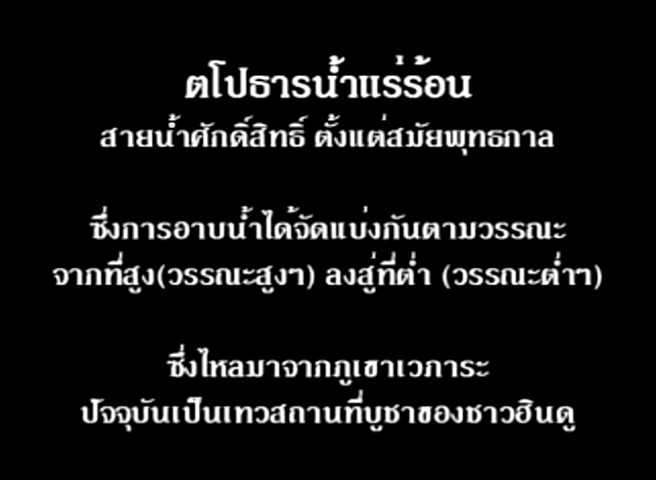 ตโปธารน้ำแร่ร้อน
สายน้ำศักดิ์สิทธิ์ ตั้งแต่สมัยพุทธกาล
ซึ่งการอาบน้ำได้จัดแบ่งกันตามวรรณะ
จากที่สูง(วรรณะสูงๆ) ลงสู่ที่ต่ำ (วรรณะต่ำๆ)
ซึ่งไหลมาจากภูเขาเวภาระ
ปัจจุบันเป็นเทวสถานที่บูชาของชาวฮินดู